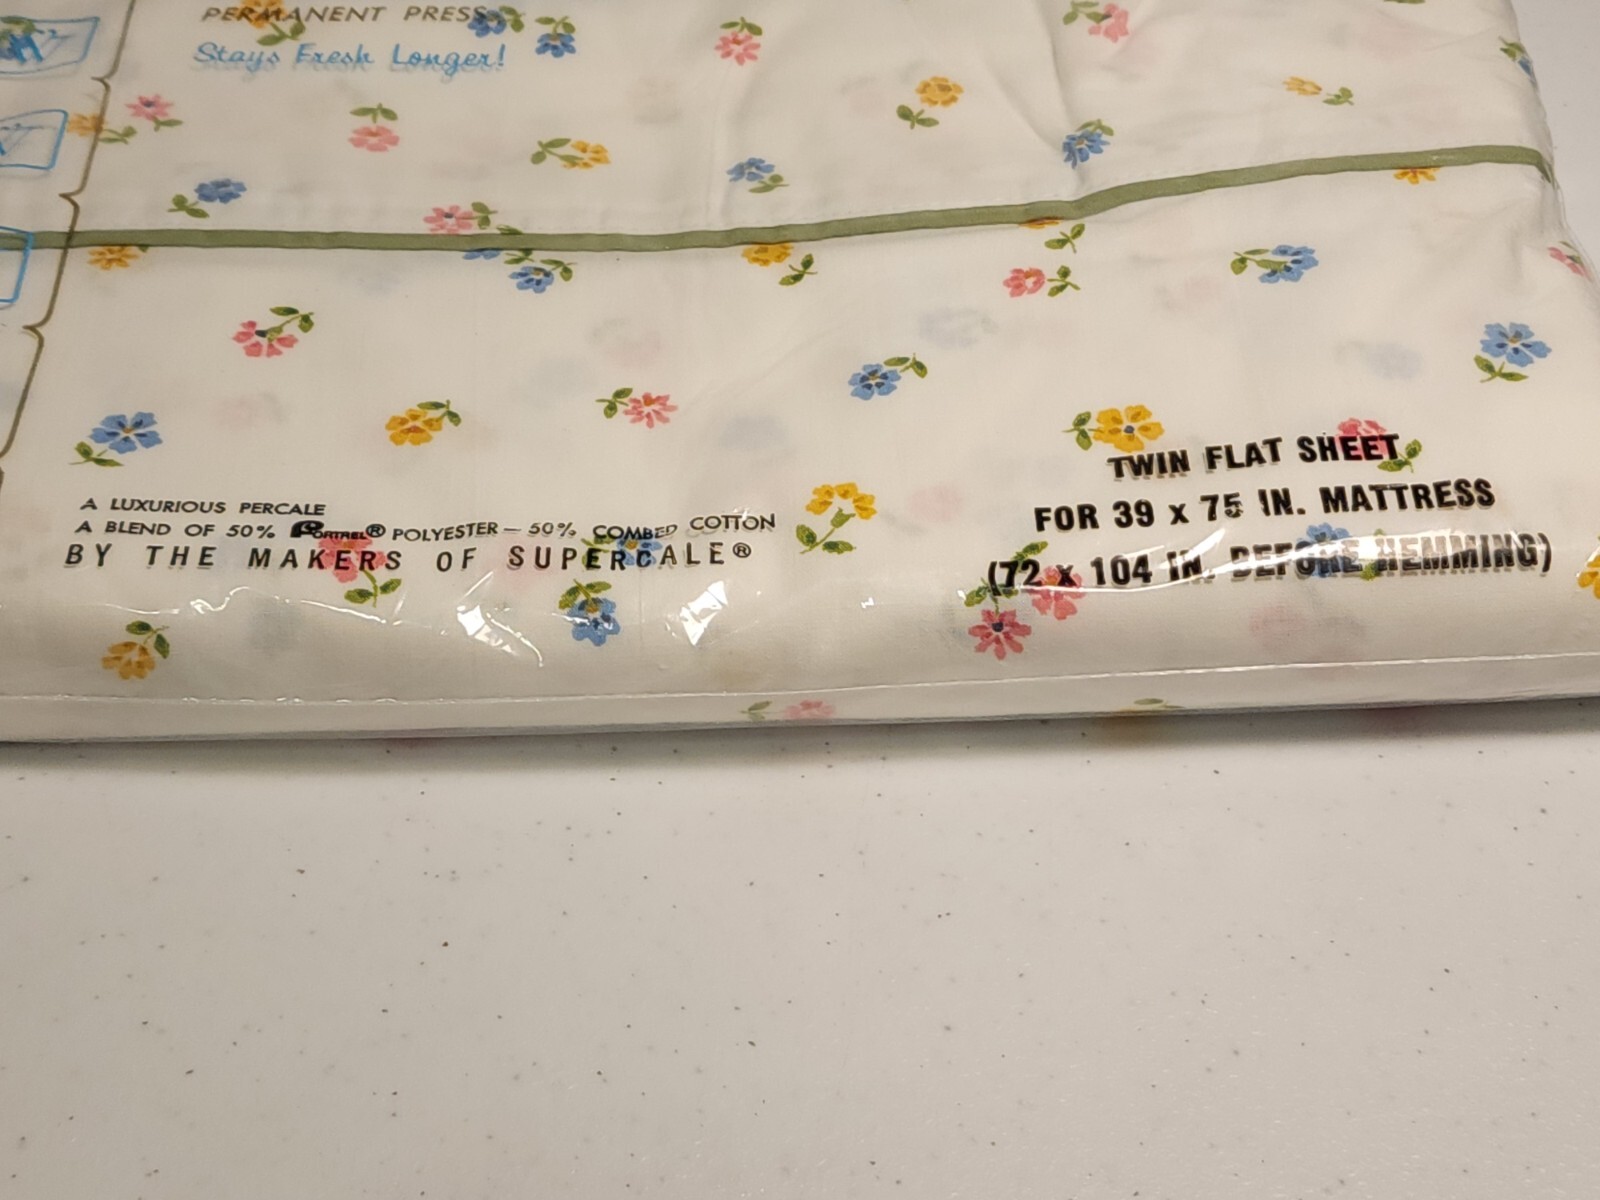 PERMANENT PRESS
Stays Fresh Longer!
A LUXURIOUS PERCALE
A BLEND OF 50% FORTREL® POLYESTER — 50% COMBED COTTON
BY THE MAKERS OF SUPERCALE®
TWIN FLAT SHEET
FOR 39 x 75 IN. MATTRESS
(72 x 104 IN. BEFORE HEMMING)